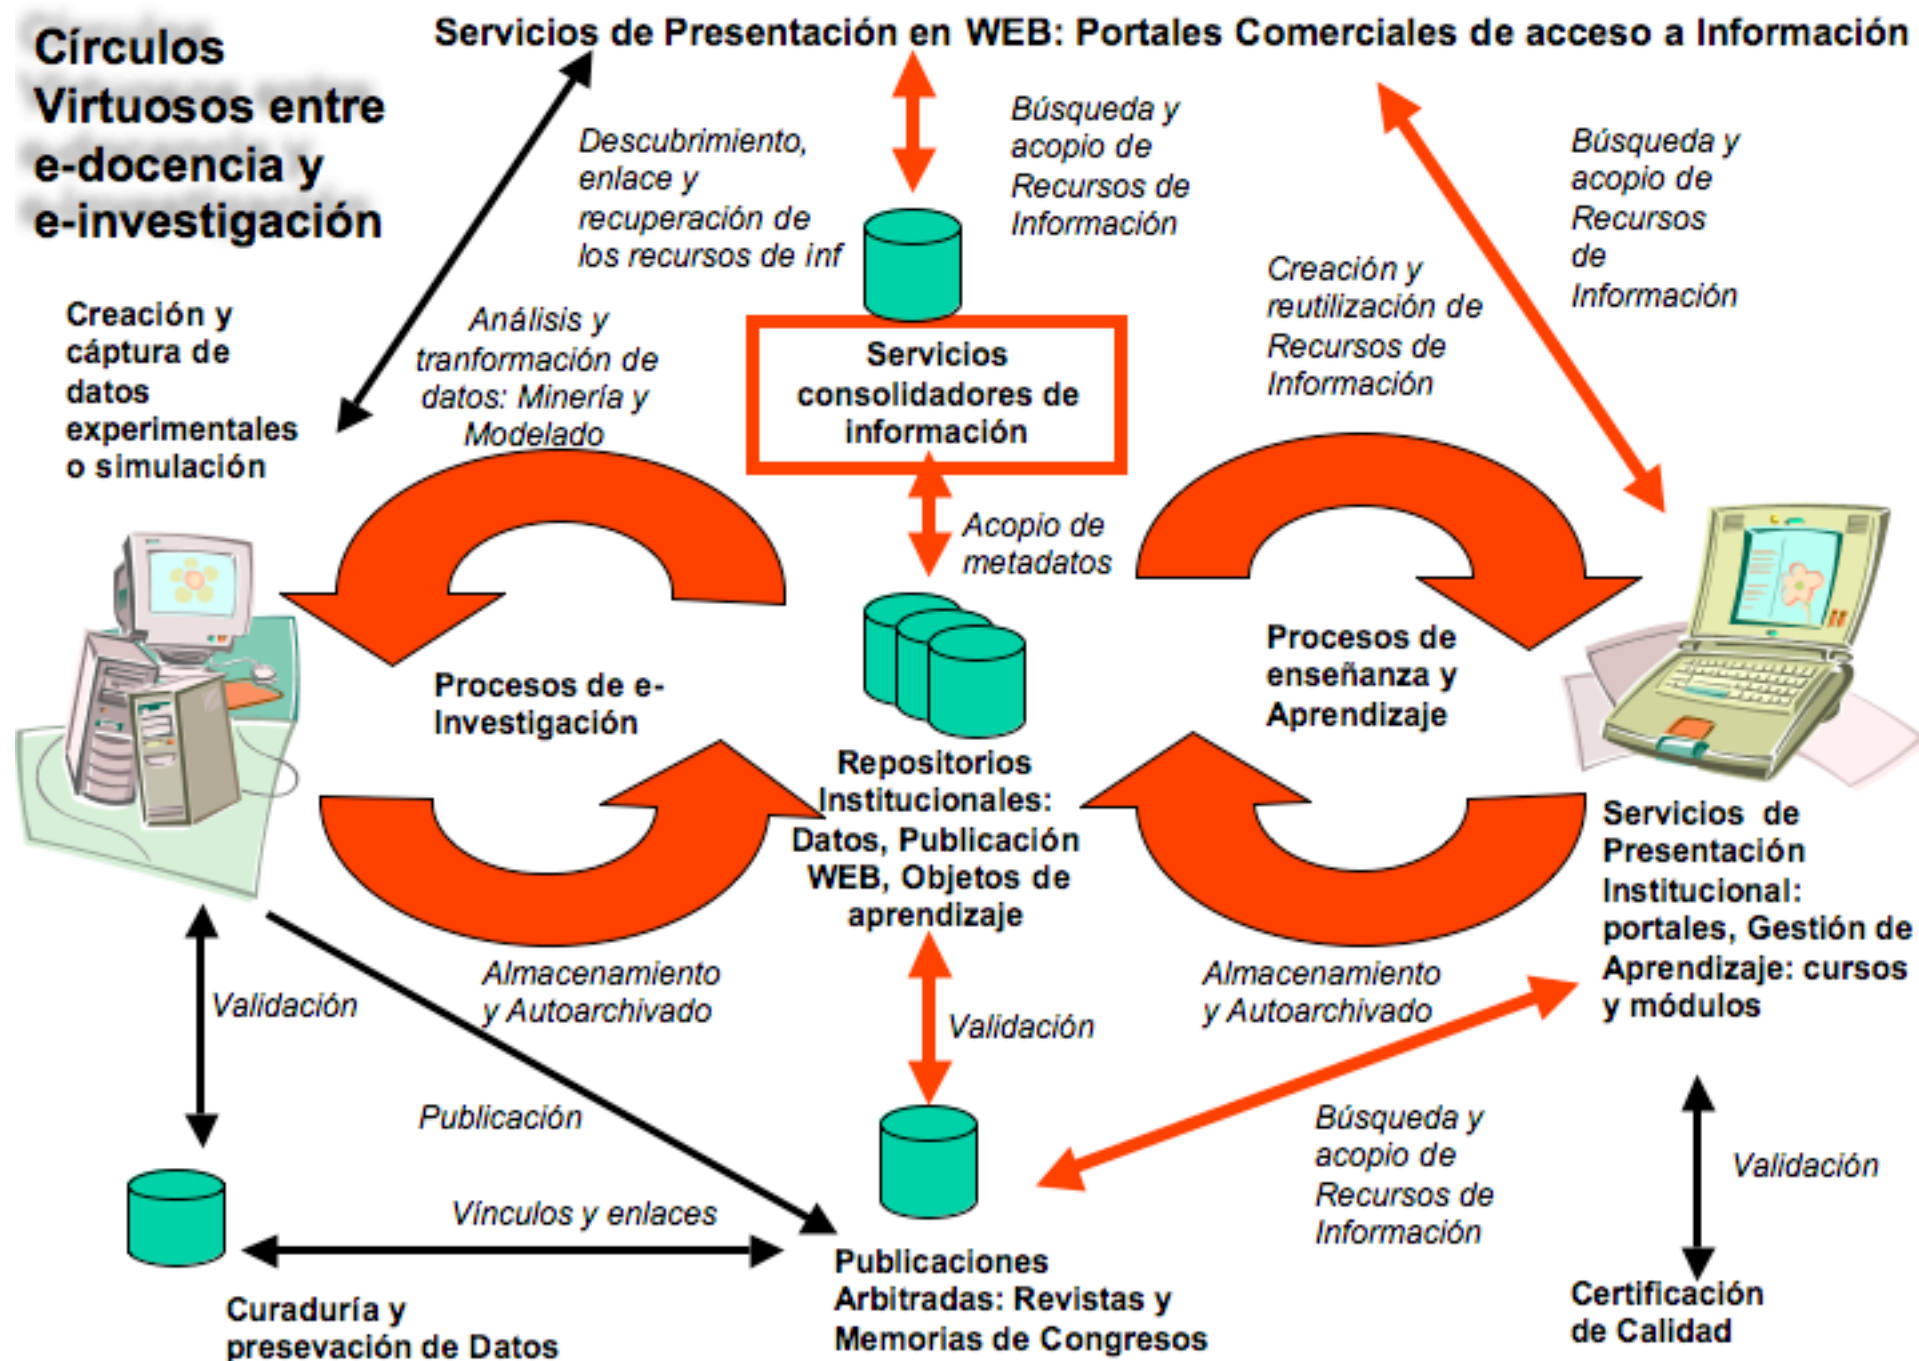 Círculos
Virtuosos entre
e-docencia y
e-investigación
Servicios de Presentación en WEB: Portales Comerciales de acceso a Información
Descubrimiento,
enlace y
recuperación de
los recursos de inf
Búsqueda y
acopio de
Recursos de
Información
Búsqueda y
acopio de
Recursos
de
Información
Creación y
cáptura de
datos
experimentales
o simulación
Análisis y
tranformación de
datos: Minería y
Modelado
Servicios
consolidadores de
información
Creación y
reutilización de
Recursos de
Información
Acopio de
metadatos
Procesos de e-
Investigación
Procesos de
enseñanza y
Aprendizaje
Repositorios
Institucionales:
Datos, Publicación
WEB, Objetos de
aprendizaje
Servicios de
Presentación
Institucional:
portales, Gestión de
Aprendizaje: cursos
y módulos
Validación
Almacenamiento
y Autoarchivado
Validación
Almacenamiento
y Autoarchivado
Publicación
Búsqueda y
acopio de
Recursos de
Información
Validación
Vínculos y enlaces
Curaduría y
presevación de Datos
Publicaciones
Arbitradas: Revistas y
Memorias de Congresos
Certificación
de Calidad